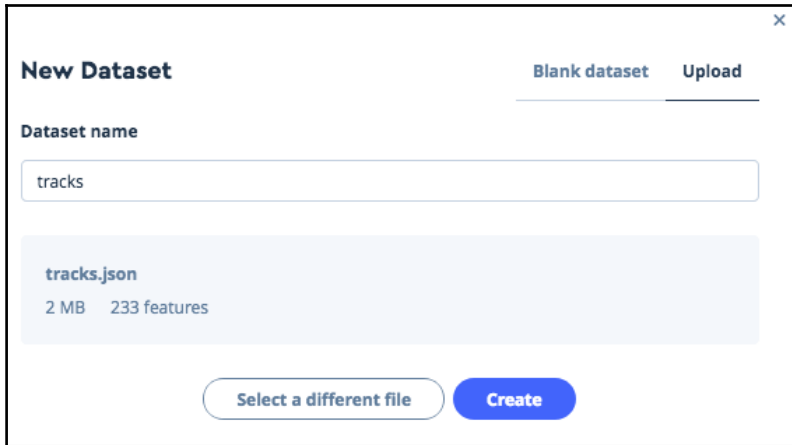 New Dataset
Blank dataset Upload
Dataset name
tracks
tracks.json
2 MB 233 features
Select a different file Create